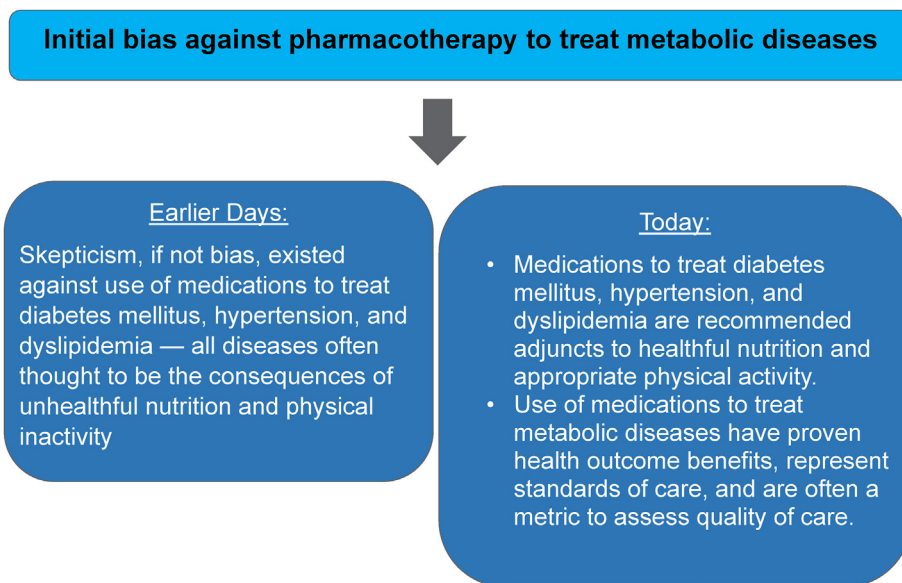 Initial bias against pharmacotherapy to treat metabolic diseases
Earlier Days:
Skepticism, if not bias, existed
against use of medications to treat
diabetes mellitus, hypertension, and
dyslipidemia — all diseases often
thought to be the consequences of
unhealthful nutrition and physical
inactivity
Today:
• Medications to treat diabetes
mellitus, hypertension, and
dyslipidemia are recommended
adjuncts to healthful nutrition and
appropriate physical activity.
• Use of medications to treat
metabolic diseases have proven
health outcome benefits, represent
standards of care, and are often a
metric to assess quality of care.